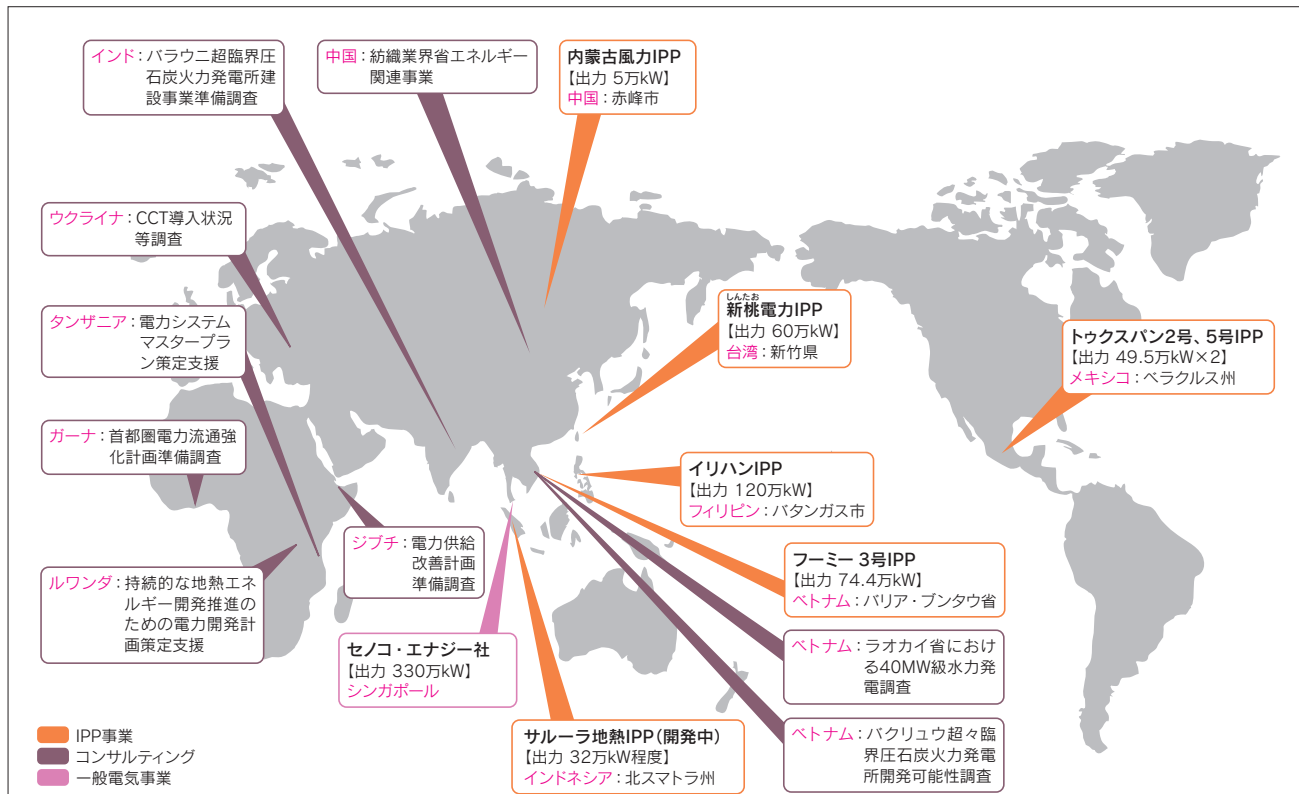 インド：バラウニ超臨界圧
石炭火力発電所建
設事業準備調査
中国：紡織業界省エネルギー
関連事業
内蒙古風力IPP
【出力 5万kW】
中国：赤峰市
ウクライナ：CCT導入状況
等調査
タンザニア：電力システム
マスタープラ
ン策定支援
ガーナ：首都圏電力流通強
化計画準備調査
ルワンダ：持続的な地熱エネ
ルギー開発推進の
ための電力開発計
画策定支援
ジブチ：電力供給
改善計画
準備調査
セノコ・エナジー社
【出力 330万kW】
シンガポール
しんたお
新桃電力IPP
【出力 60万kW】
台湾：新竹県
トゥクスパン2号、5号IPP
【出力 49.5万kW×2】
メキシコ：ベラクルス州
イリハンIPP
【出力 120万kW】
フィリピン：バタンガス市
フーミー 3号IPP
【出力 74.4万kW】
ベトナム：バリア・ブンタウ省
ベトナム：ラオカイ省におけ
る40MW級水力発
電調査
ベトナム：バクリュウ超々臨
界圧石炭火力発電
所開発可能性調査
サルーラ地熱IPP（開発中）
【出力 32万kW程度】
インドネシア：北スマトラ州
IPP事業
コンサルティング
一般電気事業